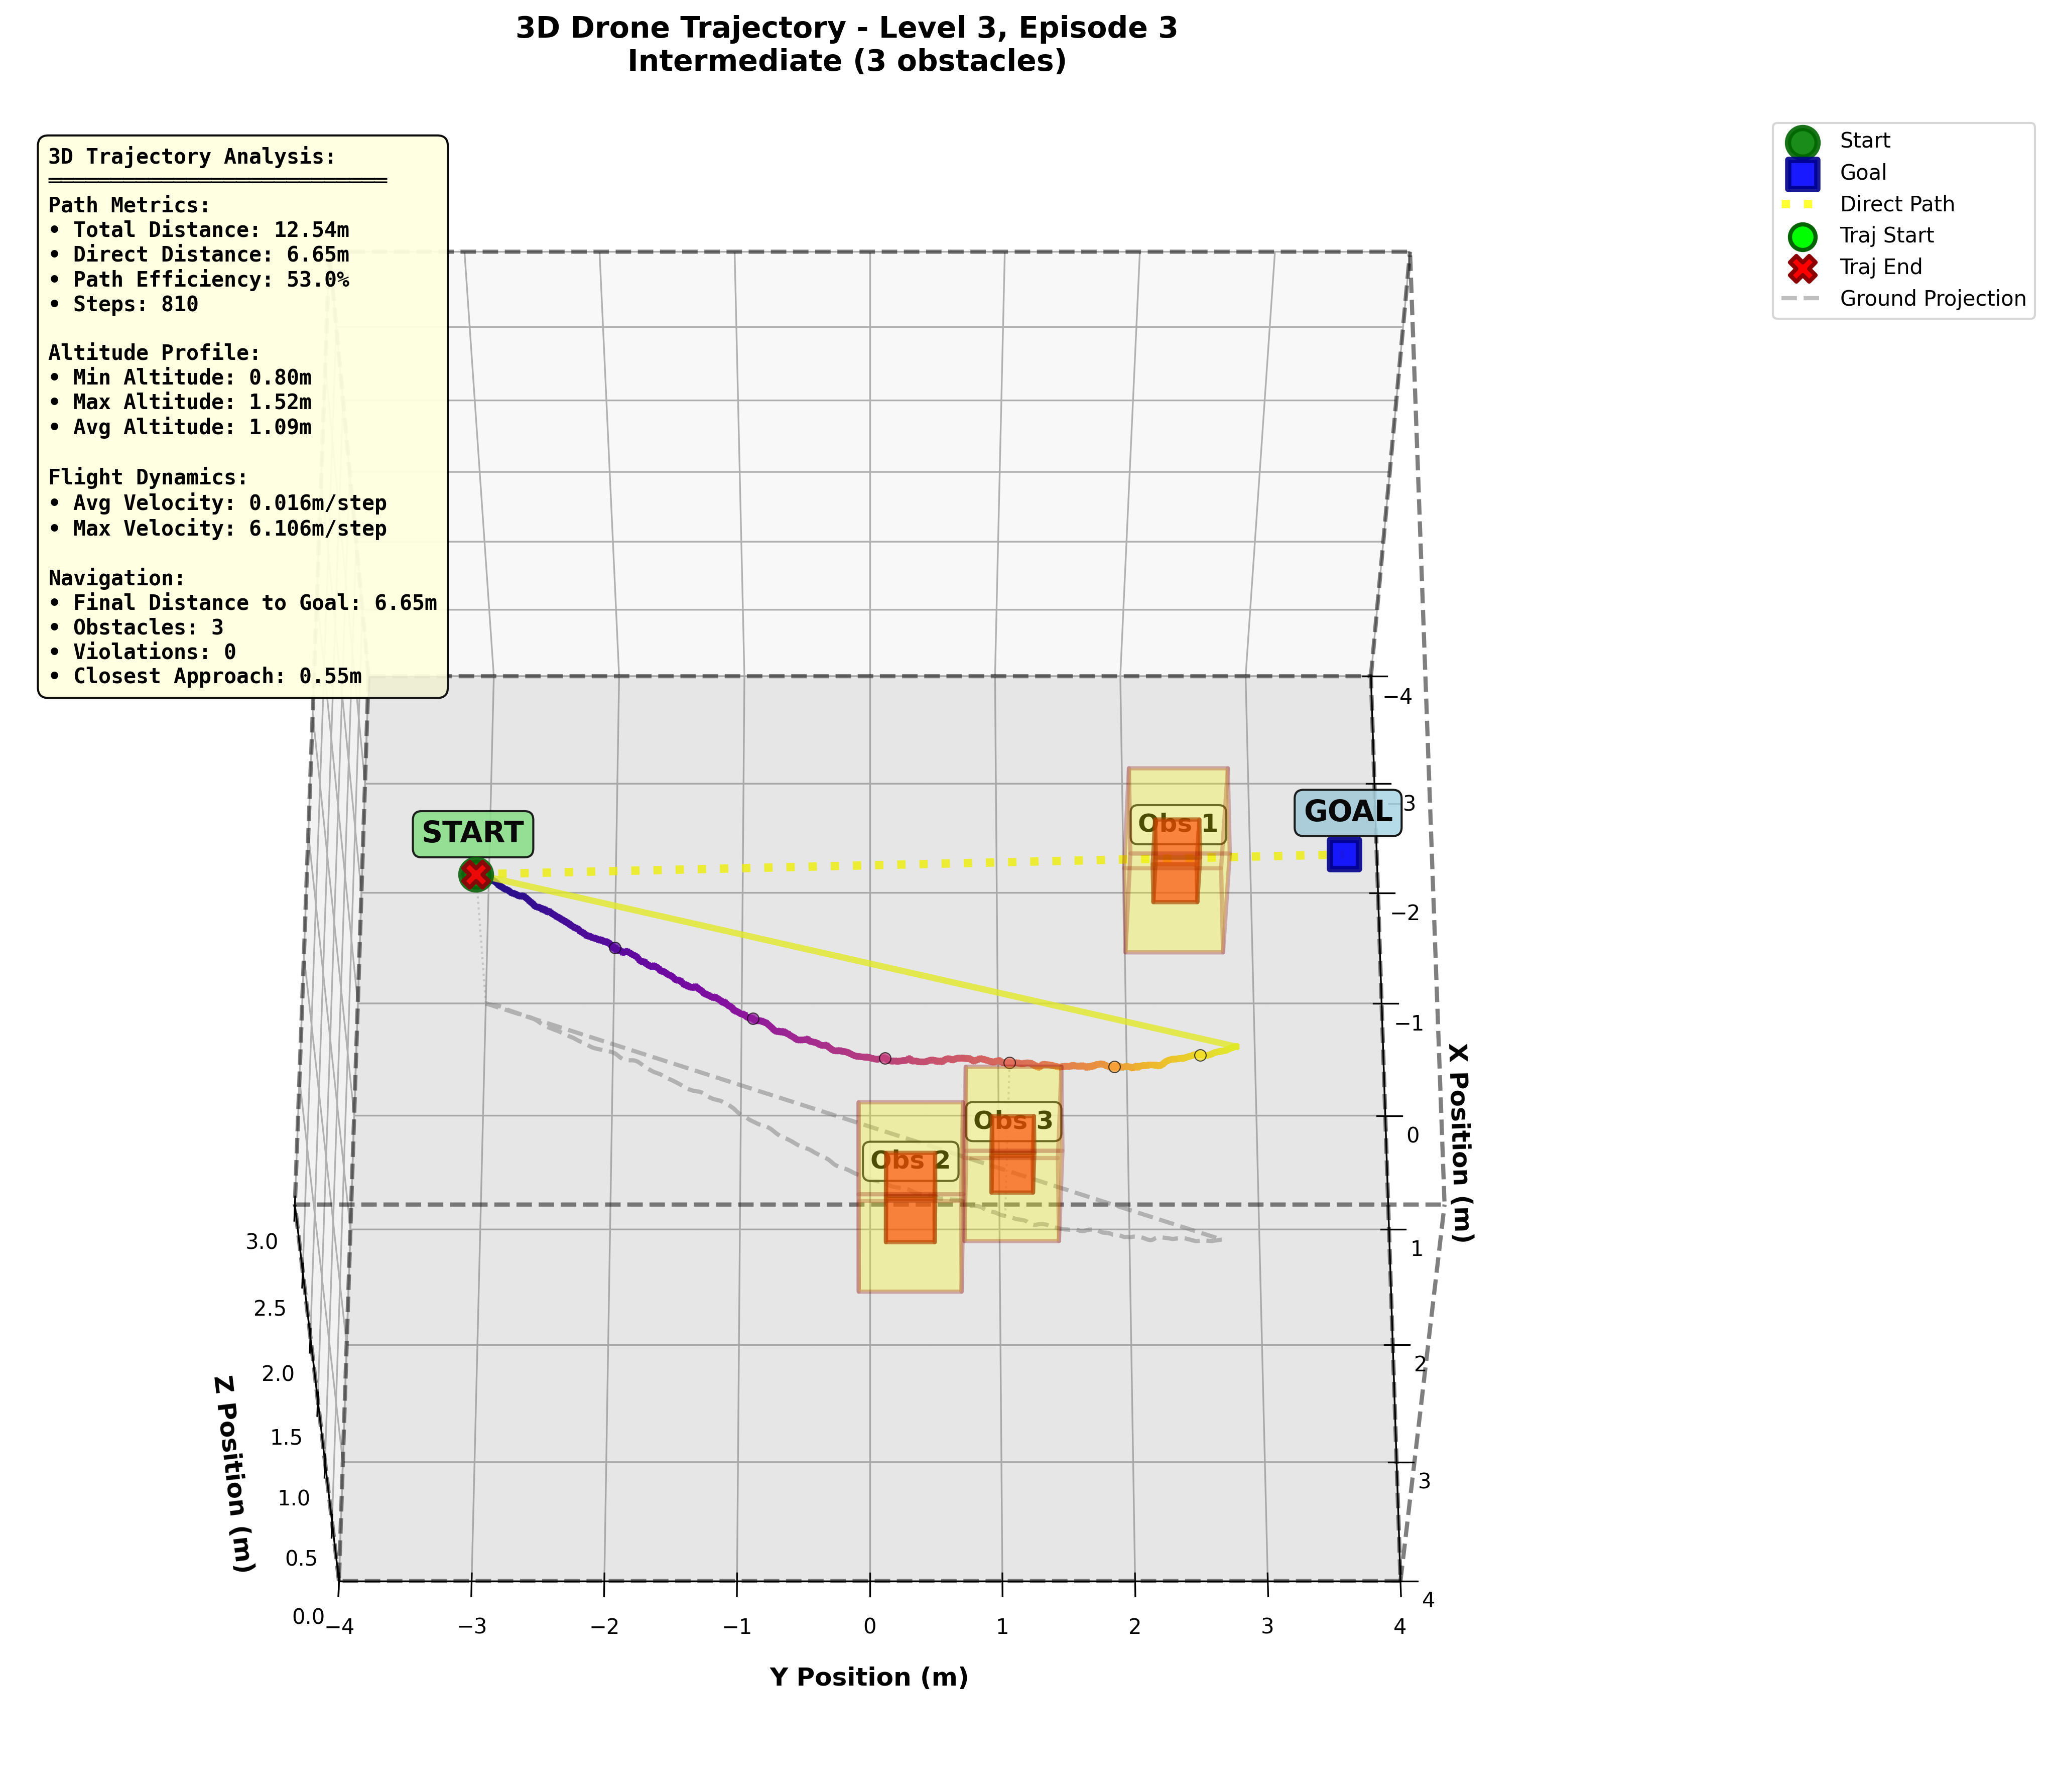 3D Drone Trajectory - Level 3, Episode 3
Intermediate (3 obstacles)
3D Trajectory Analysis:
Path Metrics:
• Total Distance: 12.54m
• Direct Distance: 6.65m
• Path Efficiency: 53.0%
• Steps: 810
Altitude Profile:
• Min Altitude: 0.80m
• Max Altitude: 1.52m
• Avg Altitude: 1.09m
Flight Dynamics:
• Avg Velocity: 0.016m/step
• Max Velocity: 6.106m/step
Navigation:
• Final Distance to Goal: 6.65m
• Obstacles: 3
• Violations: 0
• Closest Approach: 0.55m
Start
Goal
Direct Path
Traj Start
Traj End
Ground Projection
START
GOAL
Obs 1
Obs 2
Obs 3
−4
3
−2
−1
0
1
2
3
4
X Position (m)
3.0
2.5
2.0
1.5
1.0
0.5
0.0
Z Position (m)
−4
−3
−2
−1
0
1
2
3
4
Y Position (m)